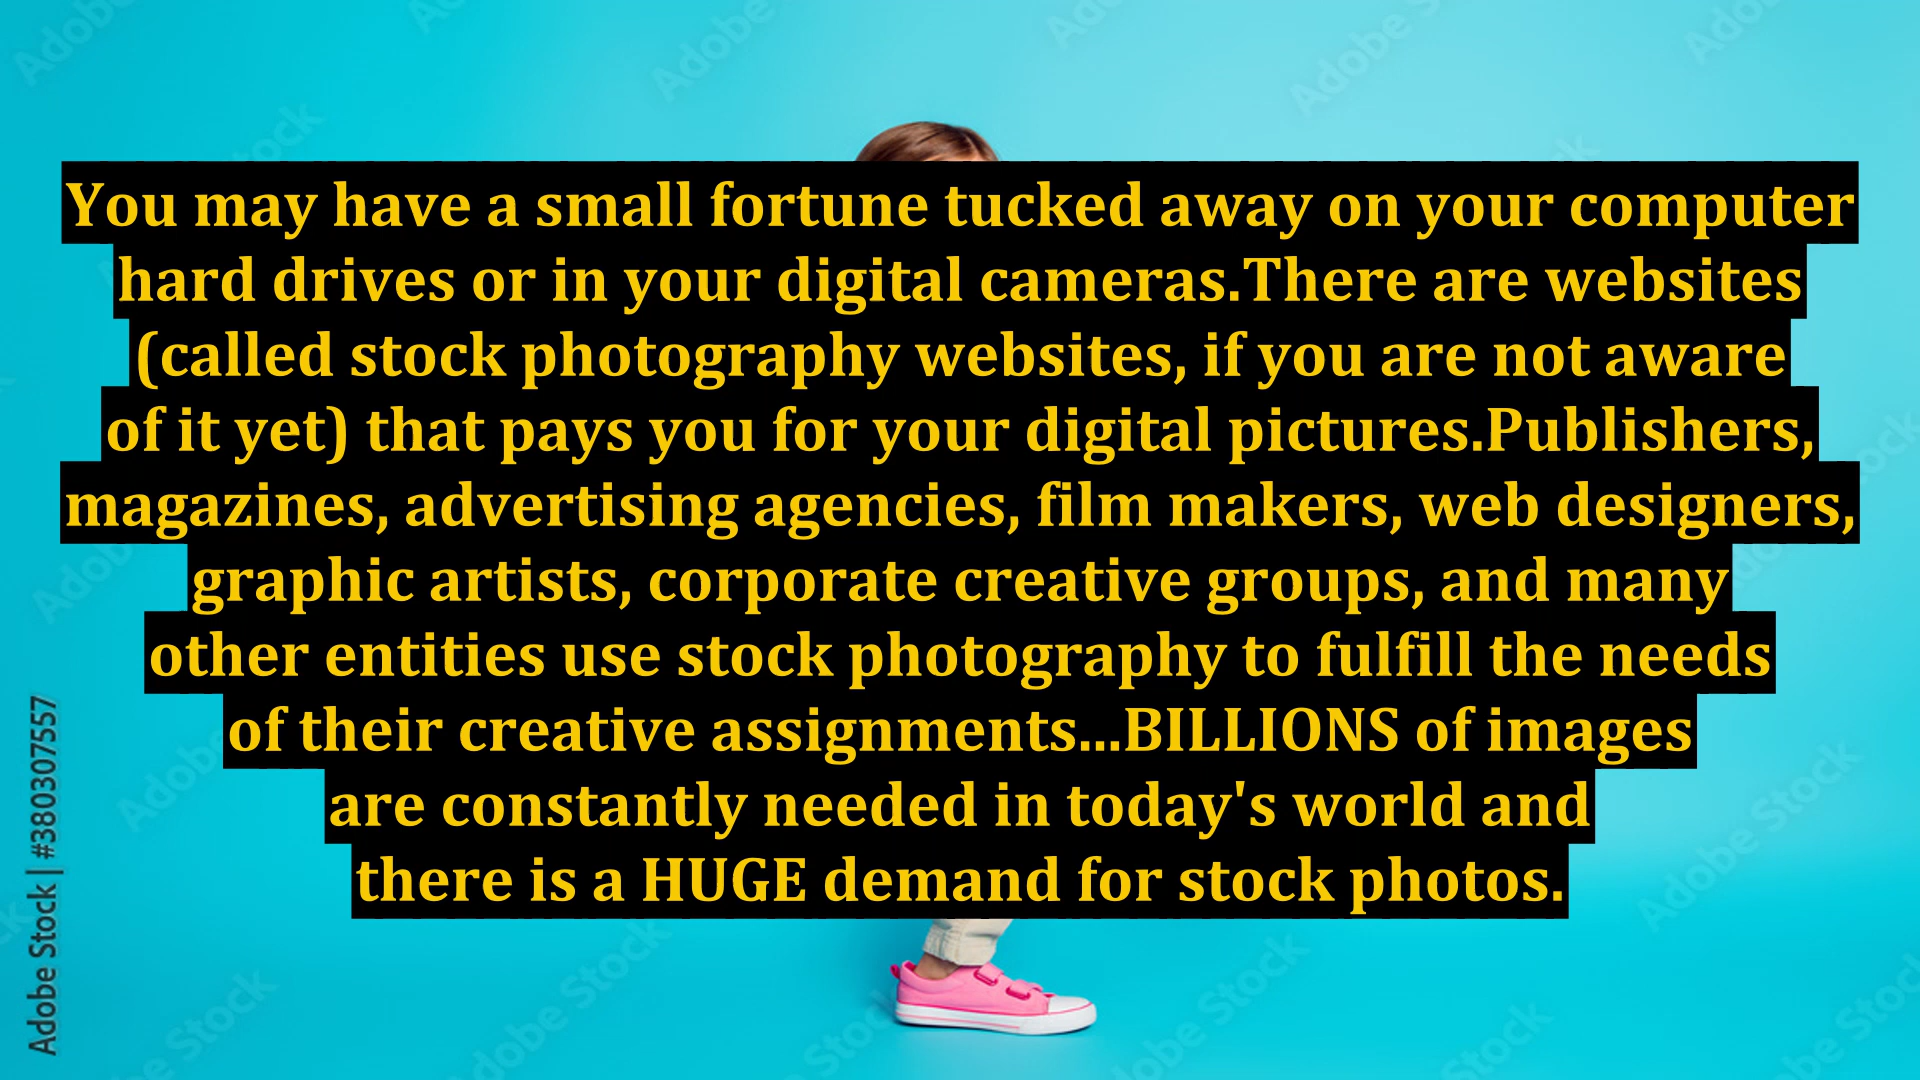 You may have a small fortune tucked away on your computer
hard drives or in your digital cameras.There are websites
(called stock photography websites, if you are not aware
of it yet) that pays you for your digital pictures.Publishers,
magazines, advertising agencies, film makers, web designers,
graphic artists, corporate creative groups, and many
other entities use stock photography to fulfill the needs
of their creative assignments...BILLIONS of images
are constantly needed in today's world and
there is a HUGE demand for stock photos.
Adobe Stock | #380307557
Adobe Stock